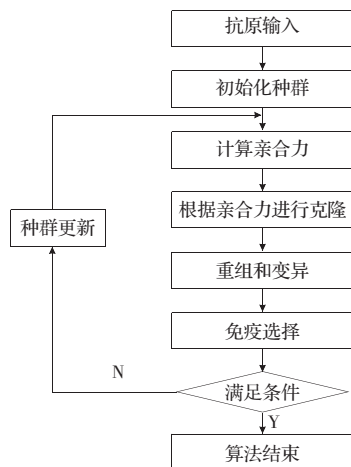 抗原输入
初始化种群
计算亲合力
根据亲合力进行克隆
种群更新
重组和变异
免疫选择
N
满足条件
Y
算法结束